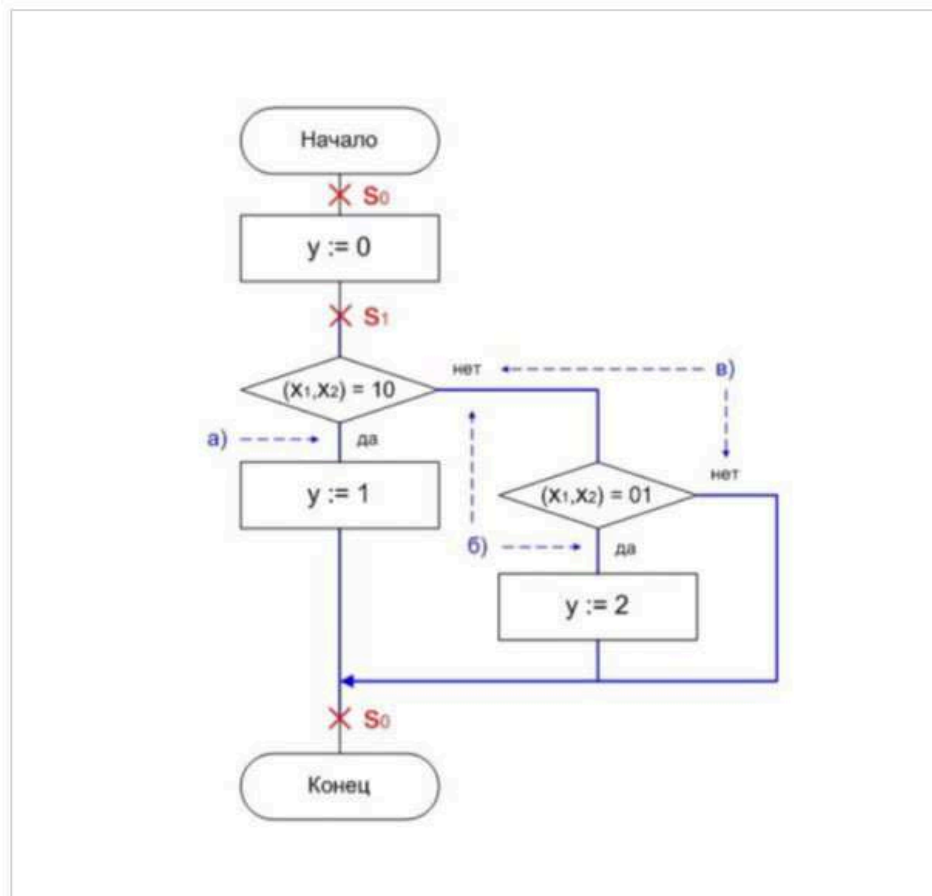 Начало
S0
y := 0
S1
нет
в)
(x1,x2) = 10
а)
да
нет
y := 1
(x1,x2) = 01
б)
да
y := 2
S0
Конец